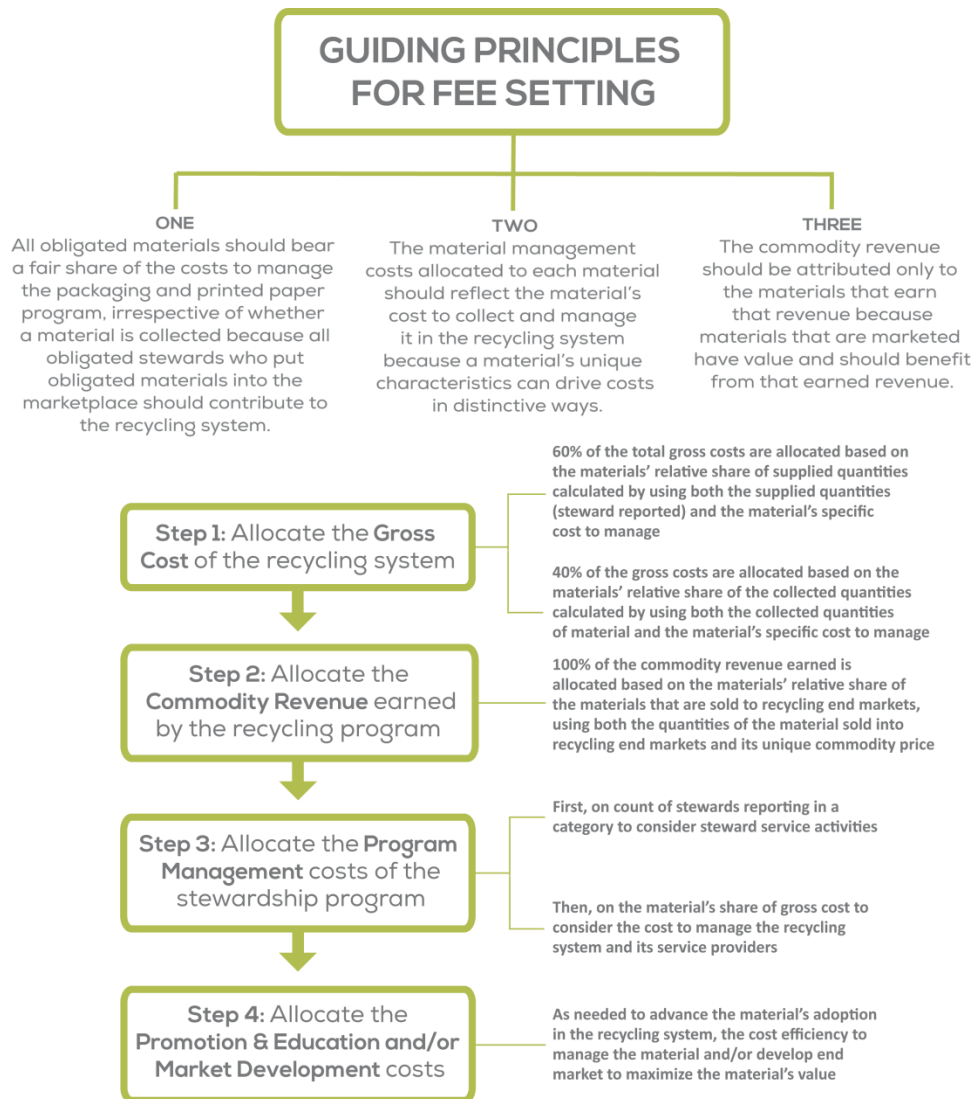 GUIDING PRINCIPLES
FOR FEE SETTING
ONE
All obligated materials should bear
a fair share of the costs to manage
the packaging and printed paper
program, irrespective of whether
a material is collected because all
obligated stewards who put
obligated materials into the
marketplace should contribute to
the recycling system.
TWO
The material management
costs allocated to each material
should reflect the material's
cost to collect and manage
it in the recycling system
because a material's unique
characteristics can drive costs
in distinctive ways.
THREE
The commodity revenue
should be attributed only to
the materials that earn
that revenue because
materials that are marketed
have value and should benefit
from that earned revenue.
Step 1: Allocate the Gross
Cost of the recycling system
60% of the total gross costs are allocated based on
the materials' relative share of supplied quantities
calculated by using both the supplied quantities
(steward reported) and the material's specific
cost to manage
40% of the gross costs are allocated based on the
materials' relative share of the collected quantities
calculated by using both the collected quantities
of material and the material's specific cost to manage
Step 2: Allocate the
Commodity Revenue earned
by the recycling program
100% of the commodity revenue earned is
allocated based on the materials' relative share of
the materials that are sold to recycling end markets,
using both the quantities of the material sold into
recycling end markets and its unique commodity price
Step 3: Allocate the Program
Management costs of the
stewardship program
First, on count of stewards reporting in a
category to consider steward service activities
Then, on the material's share of gross cost to
consider the cost to manage the recycling
system and its service providers
Step 4: Allocate the
Promotion & Education and/or
Market Development costs
As needed to advance the material's adoption
in the recycling system, the cost efficiency to
manage the material and/or develop end
market to maximize the material's value